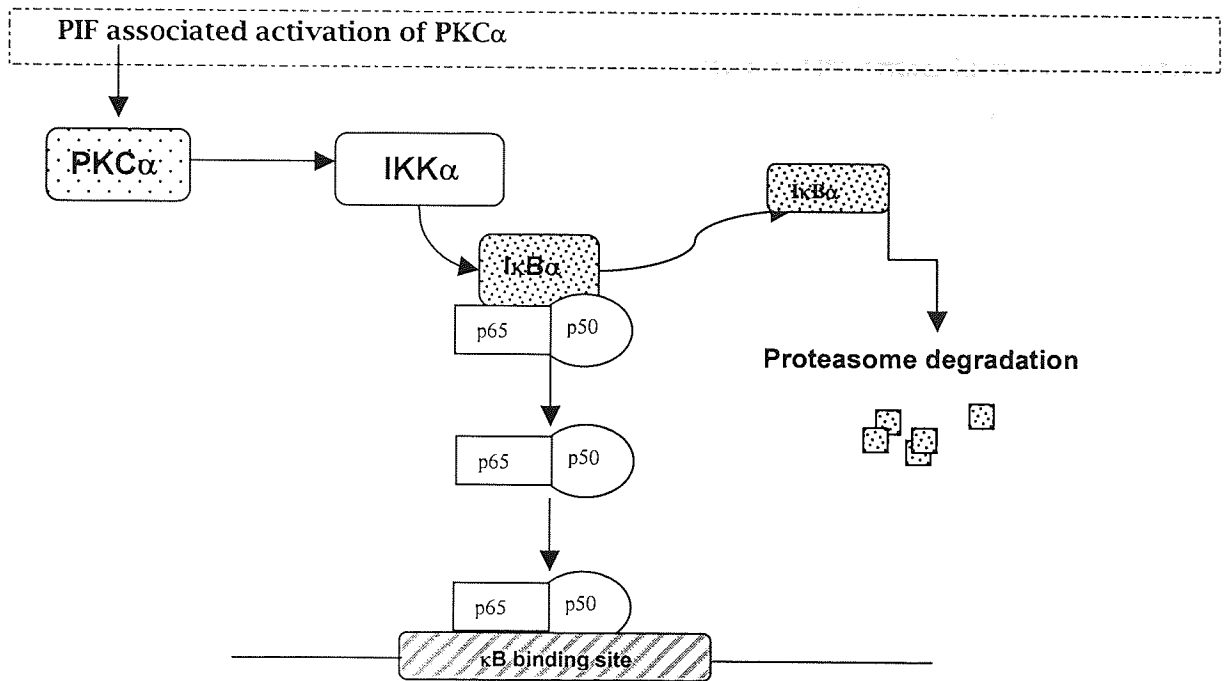 PIF associated activation of PKCα
PKCα
IKKα
IκBα
IκBα
p65
p50
Proteasome degradation
p65
p50
p65
p50
κB binding site